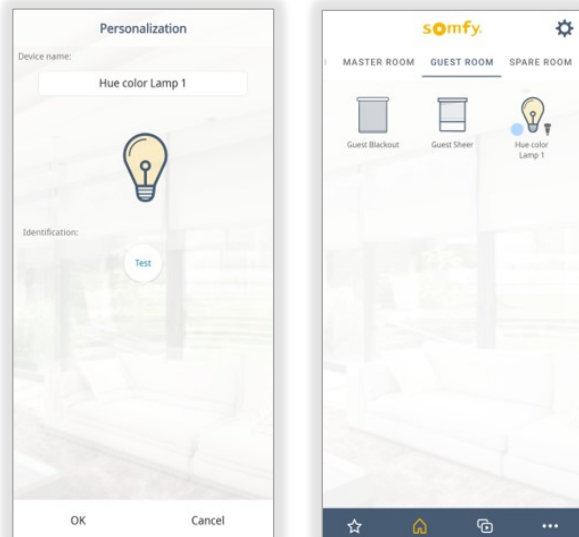 Personalization
Device name:
Hue color Lamp 1
Identification:
Test
OK Cancel
somfy.
MASTER ROOM GUEST ROOM SPARE ROOM
Guest Blackout Guest Sheer Hue color
Lamp 1